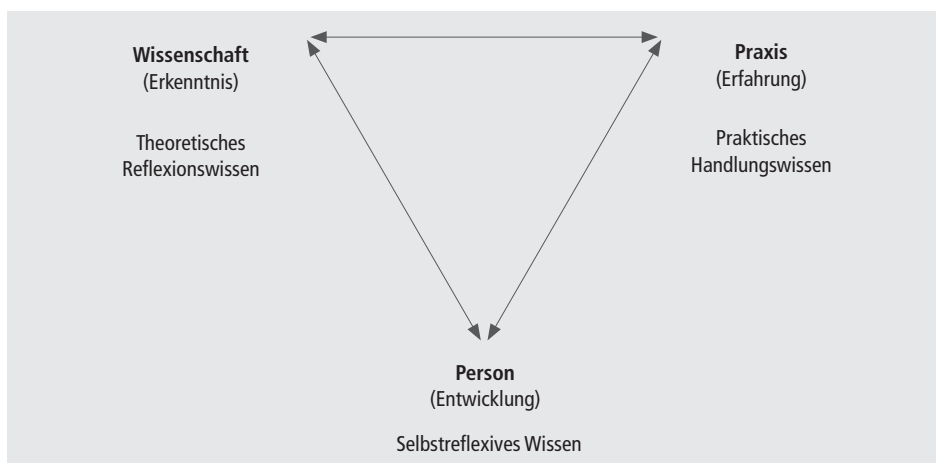 Wissenschaft
(Erkenntnis)
Theoretisches
Reflexionswissen
Praxis
(Erfahrung)
Praktisches
Handlungswissen
Person
(Entwicklung)
Selbstreflexives Wissen